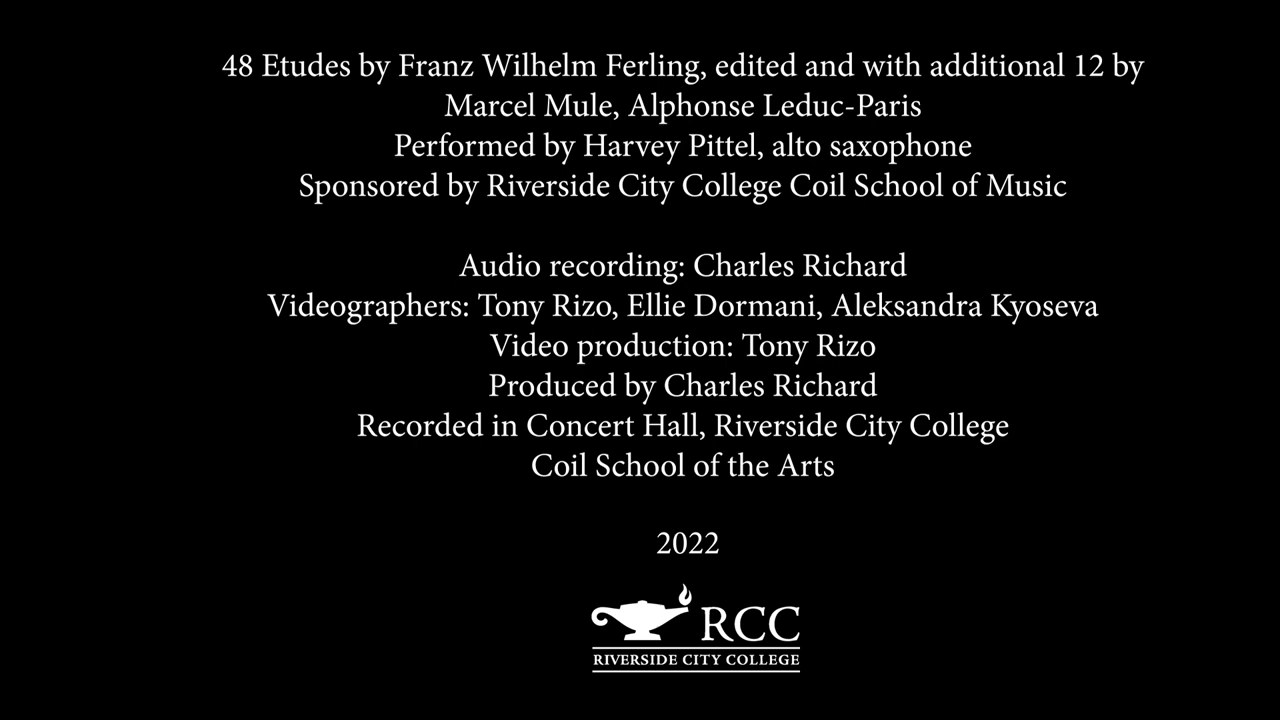 48 Etudes by Franz Wilhelm Ferling, edited and with additional 12 by
Marcel Mule, Alphonse Leduc-Paris
Performed by Harvey Pittel, alto saxophone
Sponsored by Riverside City College Coil School of Music
Audio recording: Charles Richard
Videographers: Tony Rizo, Ellie Dormani, Aleksandra Kyoseva
Video production: Tony Rizo
Produced by Charles Richard
Recorded in Concert Hall, Riverside City College
Coil School of the Arts
2022
RCC
RIVERSIDE CITY COLLEGE